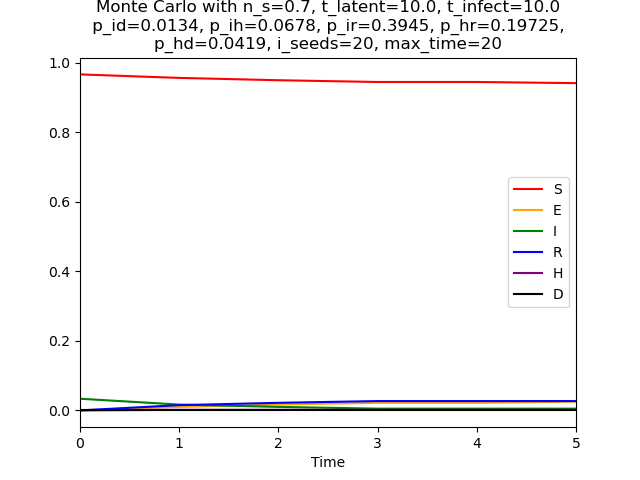 Monte Carlo with n_s=0.7, t_latent=10.0, t_infect=10.0
p_id=0.0134, p_ih=0.0678, p_ir=0.3945, p_hr=0.19725,
p_hd=0.0419, i_seeds=20, max_time=20
1.0
0.8
0.6
0.4
0.2
0.0
S
E
I
R
H
D
0 1 2 3 4 5
Time